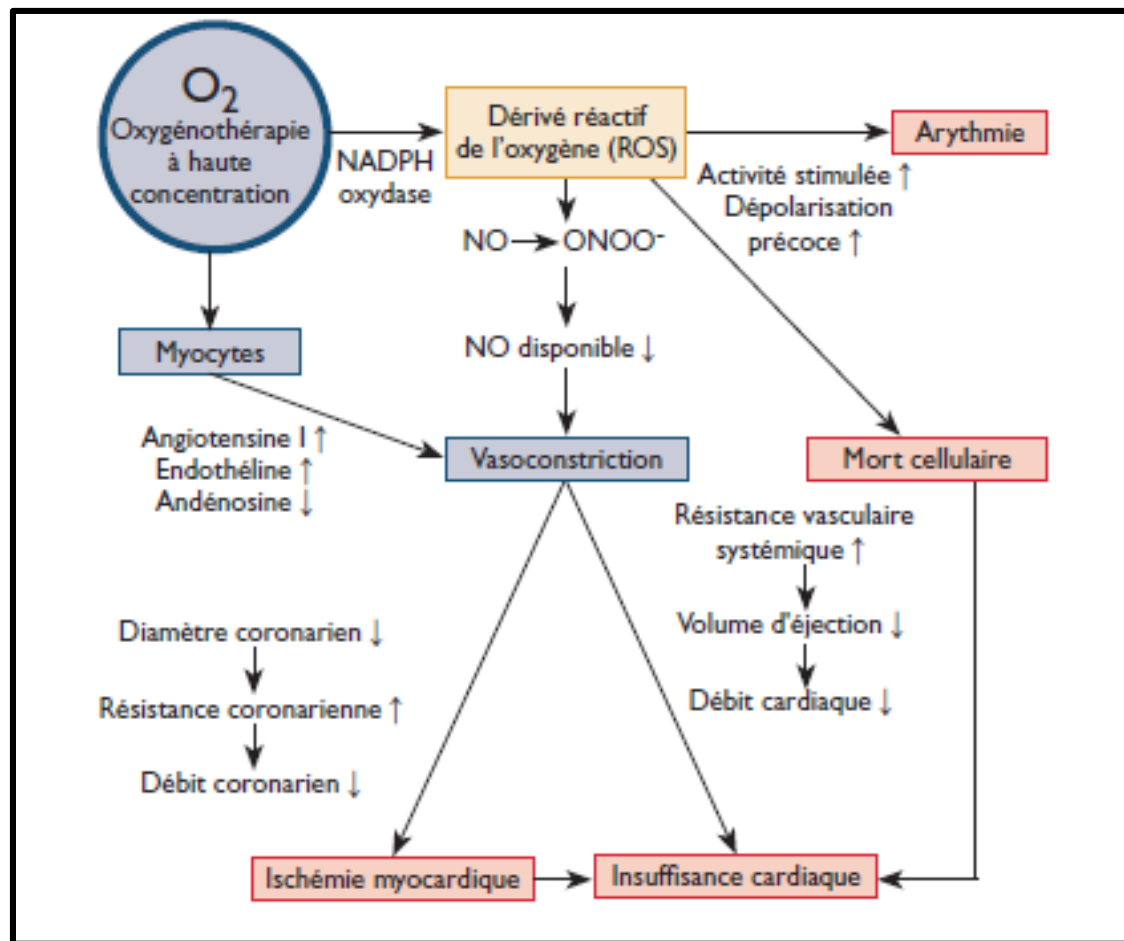 O₂
Oxygénothérapie
à haute
concentration
NADPH
oxydase
Dérivé réactif
de l'oxygène (ROS)
Arythmie
Activité stimulée ↑
Dépolarisation
précoce ↑
NO → ONOO⁻
NO disponible ↓
Myocytes
Angiotensine I ↑
Endothéline ↑
Andénosine ↓
Vasoconstriction
Mort cellulaire
Résistance vasculaire
systémique ↑
Volume d'éjection ↓
Débit cardiaque ↓
Diamètre coronarien ↓
Résistance coronarienne ↑
Débit coronarien ↓
Ischémie myocardique
Insuffisance cardiaque